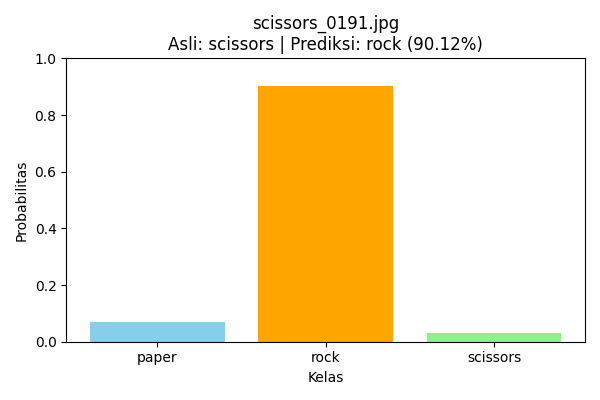 scissors_0191.jpg
Asli: scissors | Prediksi: rock (90.12%)
1.0
0.8
0.6
0.4
0.2
0.0
Probabilitas
paper rock scissors
Kelas